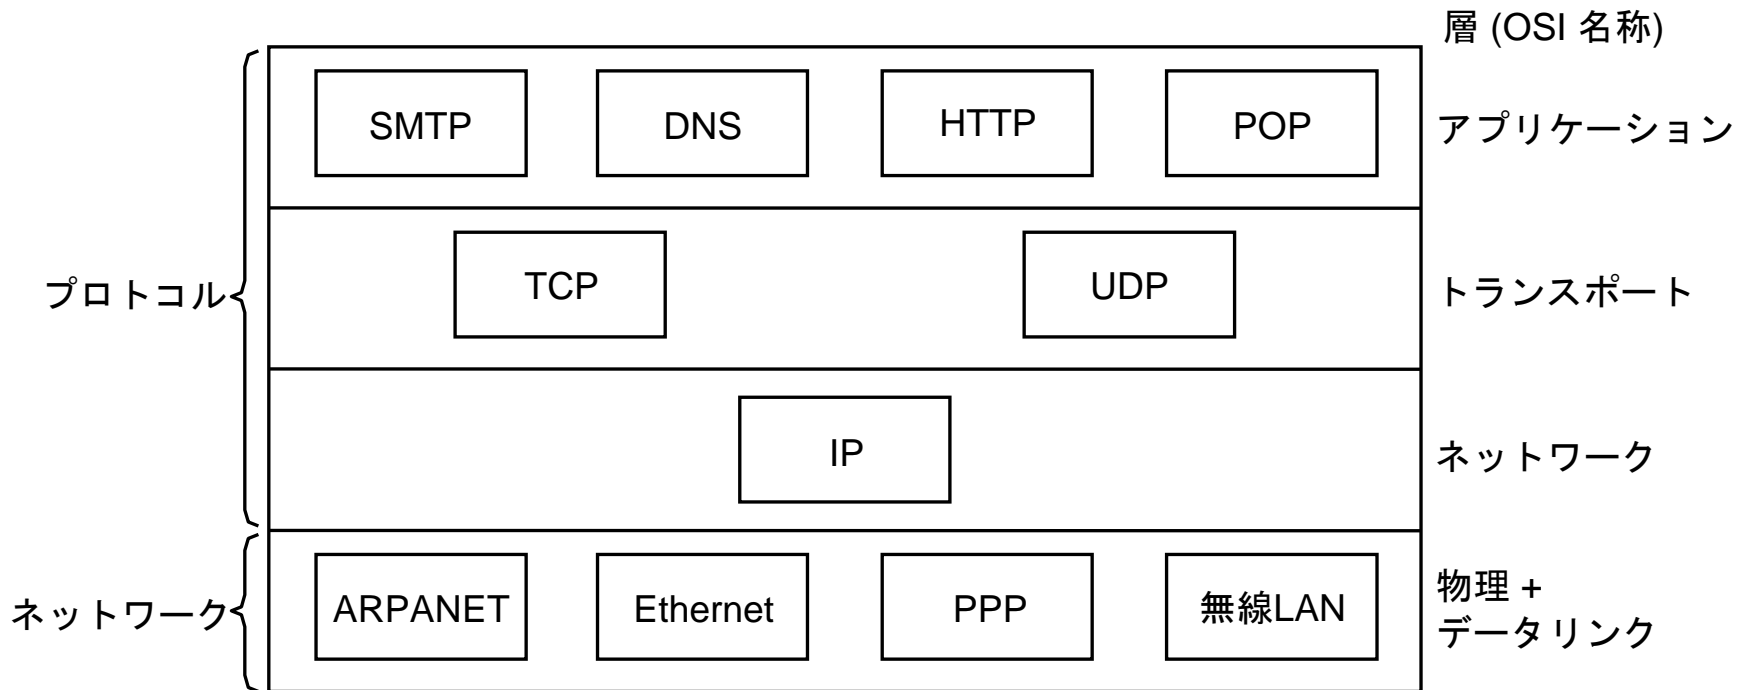 層 (OSI 名称)
SMTP DNS HTTP POP アプリケーション
プロトコル TCP UDP トランスポート
IP ネットワーク
ネットワーク ARPANET Ethernet PPP 無線LAN 物理 +
データリンク